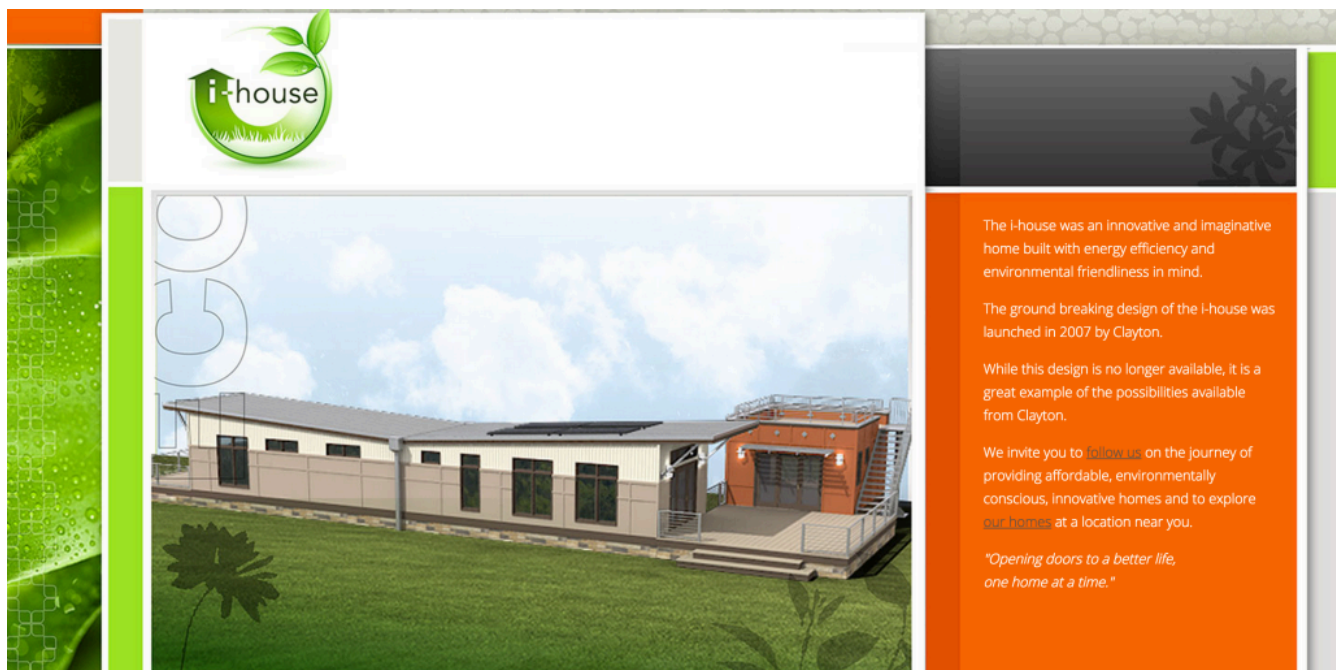 i-house
The i-house was an innovative and imaginative
home built with energy efficiency and
environmental friendliness in mind.
The ground breaking design of the i-house was
launched in 2007 by Clayton.
While this design is no longer available, it is a
great example of the possibilities available
from Clayton.
We invite you to follow us on the journey of
providing affordable, environmentally
conscious, innovative homes and to explore
our homes at a location near you.
"Opening doors to a better life,
one home at a time."